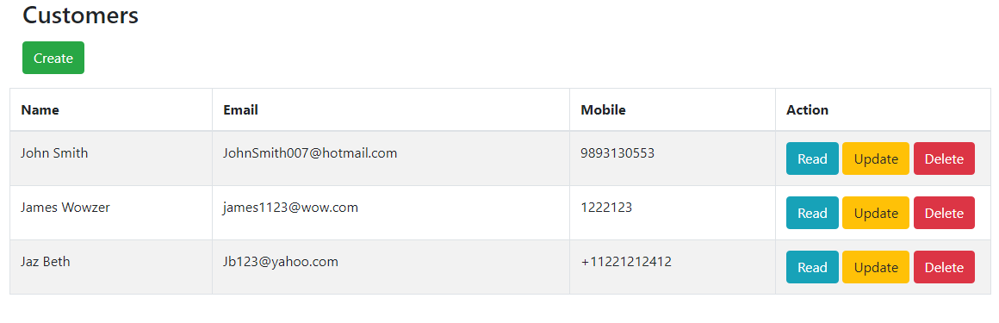 Customers
Create
Name Email Mobile Action
John Smith JohnSmith007@hotmail.com 9893130553 Read Update Delete
James Wowzer james1123@wow.com 1222123 Read Update Delete
Jaz Beth Jb123@yahoo.com +11221212412 Read Update Delete